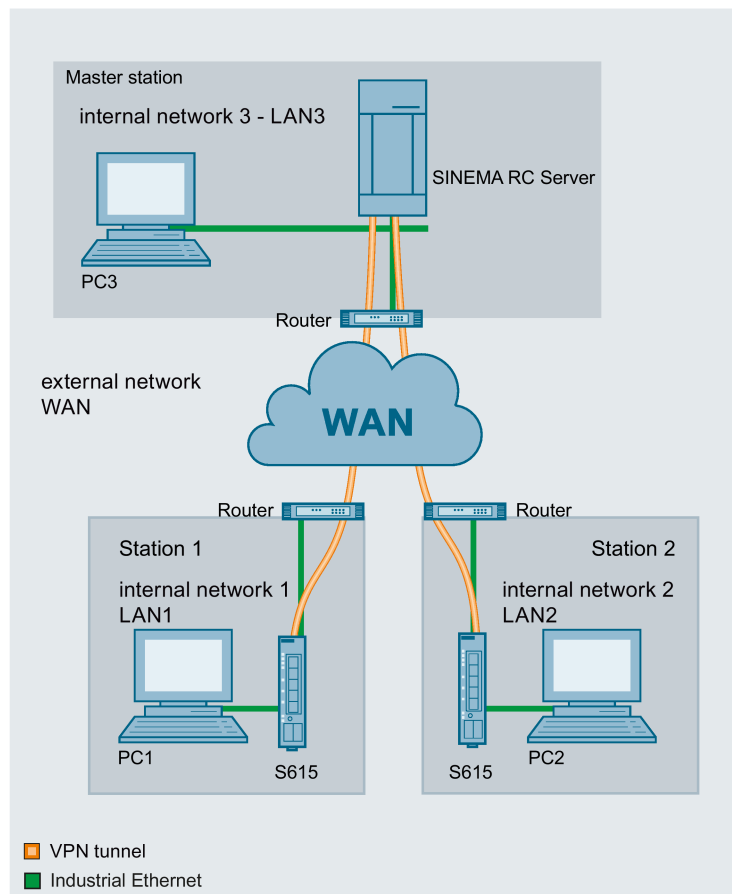 Master station
internal network 3 - LAN3
SINEMA RC Server
PC3
Router
external network
WAN
WAN
Router
Router
Station 1
Station 2
internal network 1
LAN1
internal network 2
LAN2
PC1
S615
S615
PC2
VPN tunnel
Industrial Ethernet